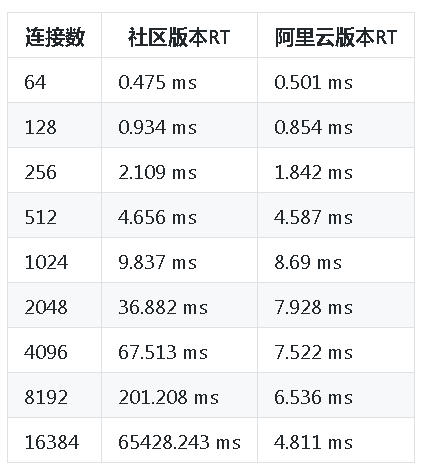 连接数 社区版本RT 阿里云版本RT
64 0.475 ms 0.501 ms
128 0.934 ms 0.854 ms
256 2.109 ms 1.842 ms
512 4.656 ms 4.587 ms
1024 9.837 ms 8.69 ms
2048 36.882 ms 7.928 ms
4096 67.513 ms 7.522 ms
8192 201.208 ms 6.536 ms
16384 65428.243 ms 4.811 ms